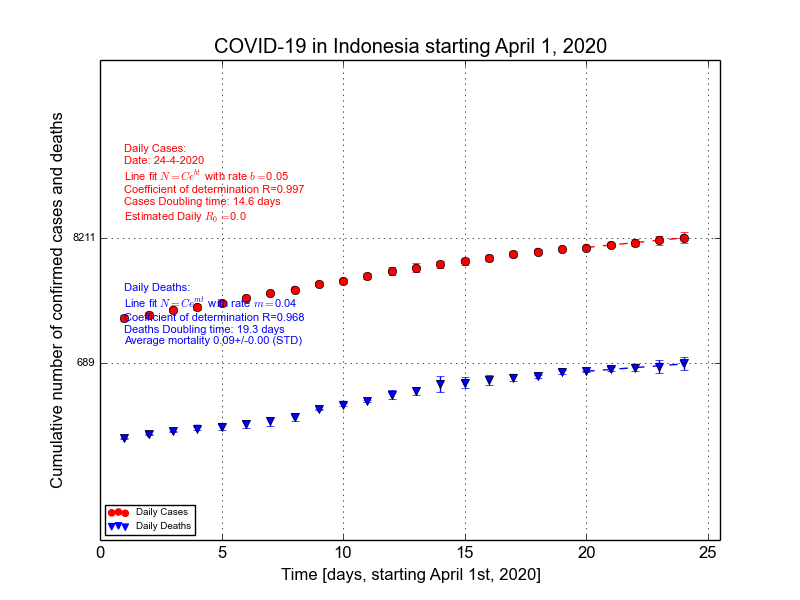 COVID-19 in Indonesia starting April 1, 2020
Cumulative number of confirmed cases and deaths
Daily Cases:
Date: 24-4-2020
Line fit N = Ce^{bt} with rate b = 0.05
Coefficient of determination R=0.997
Cases Doubling time: 14.6 days
Estimated Daily R_0 = 0.0
8211
Daily Deaths:
Line fit N = Ce^{mt} with rate m = 0.04
Coefficient of determination R=0.968
Deaths Doubling time: 19.3 days
Average mortality 0.09+/-0.00 (STD)
689
Daily Cases
Daily Deaths
0 5 10 15 20 25
Time [days, starting April 1st, 2020]